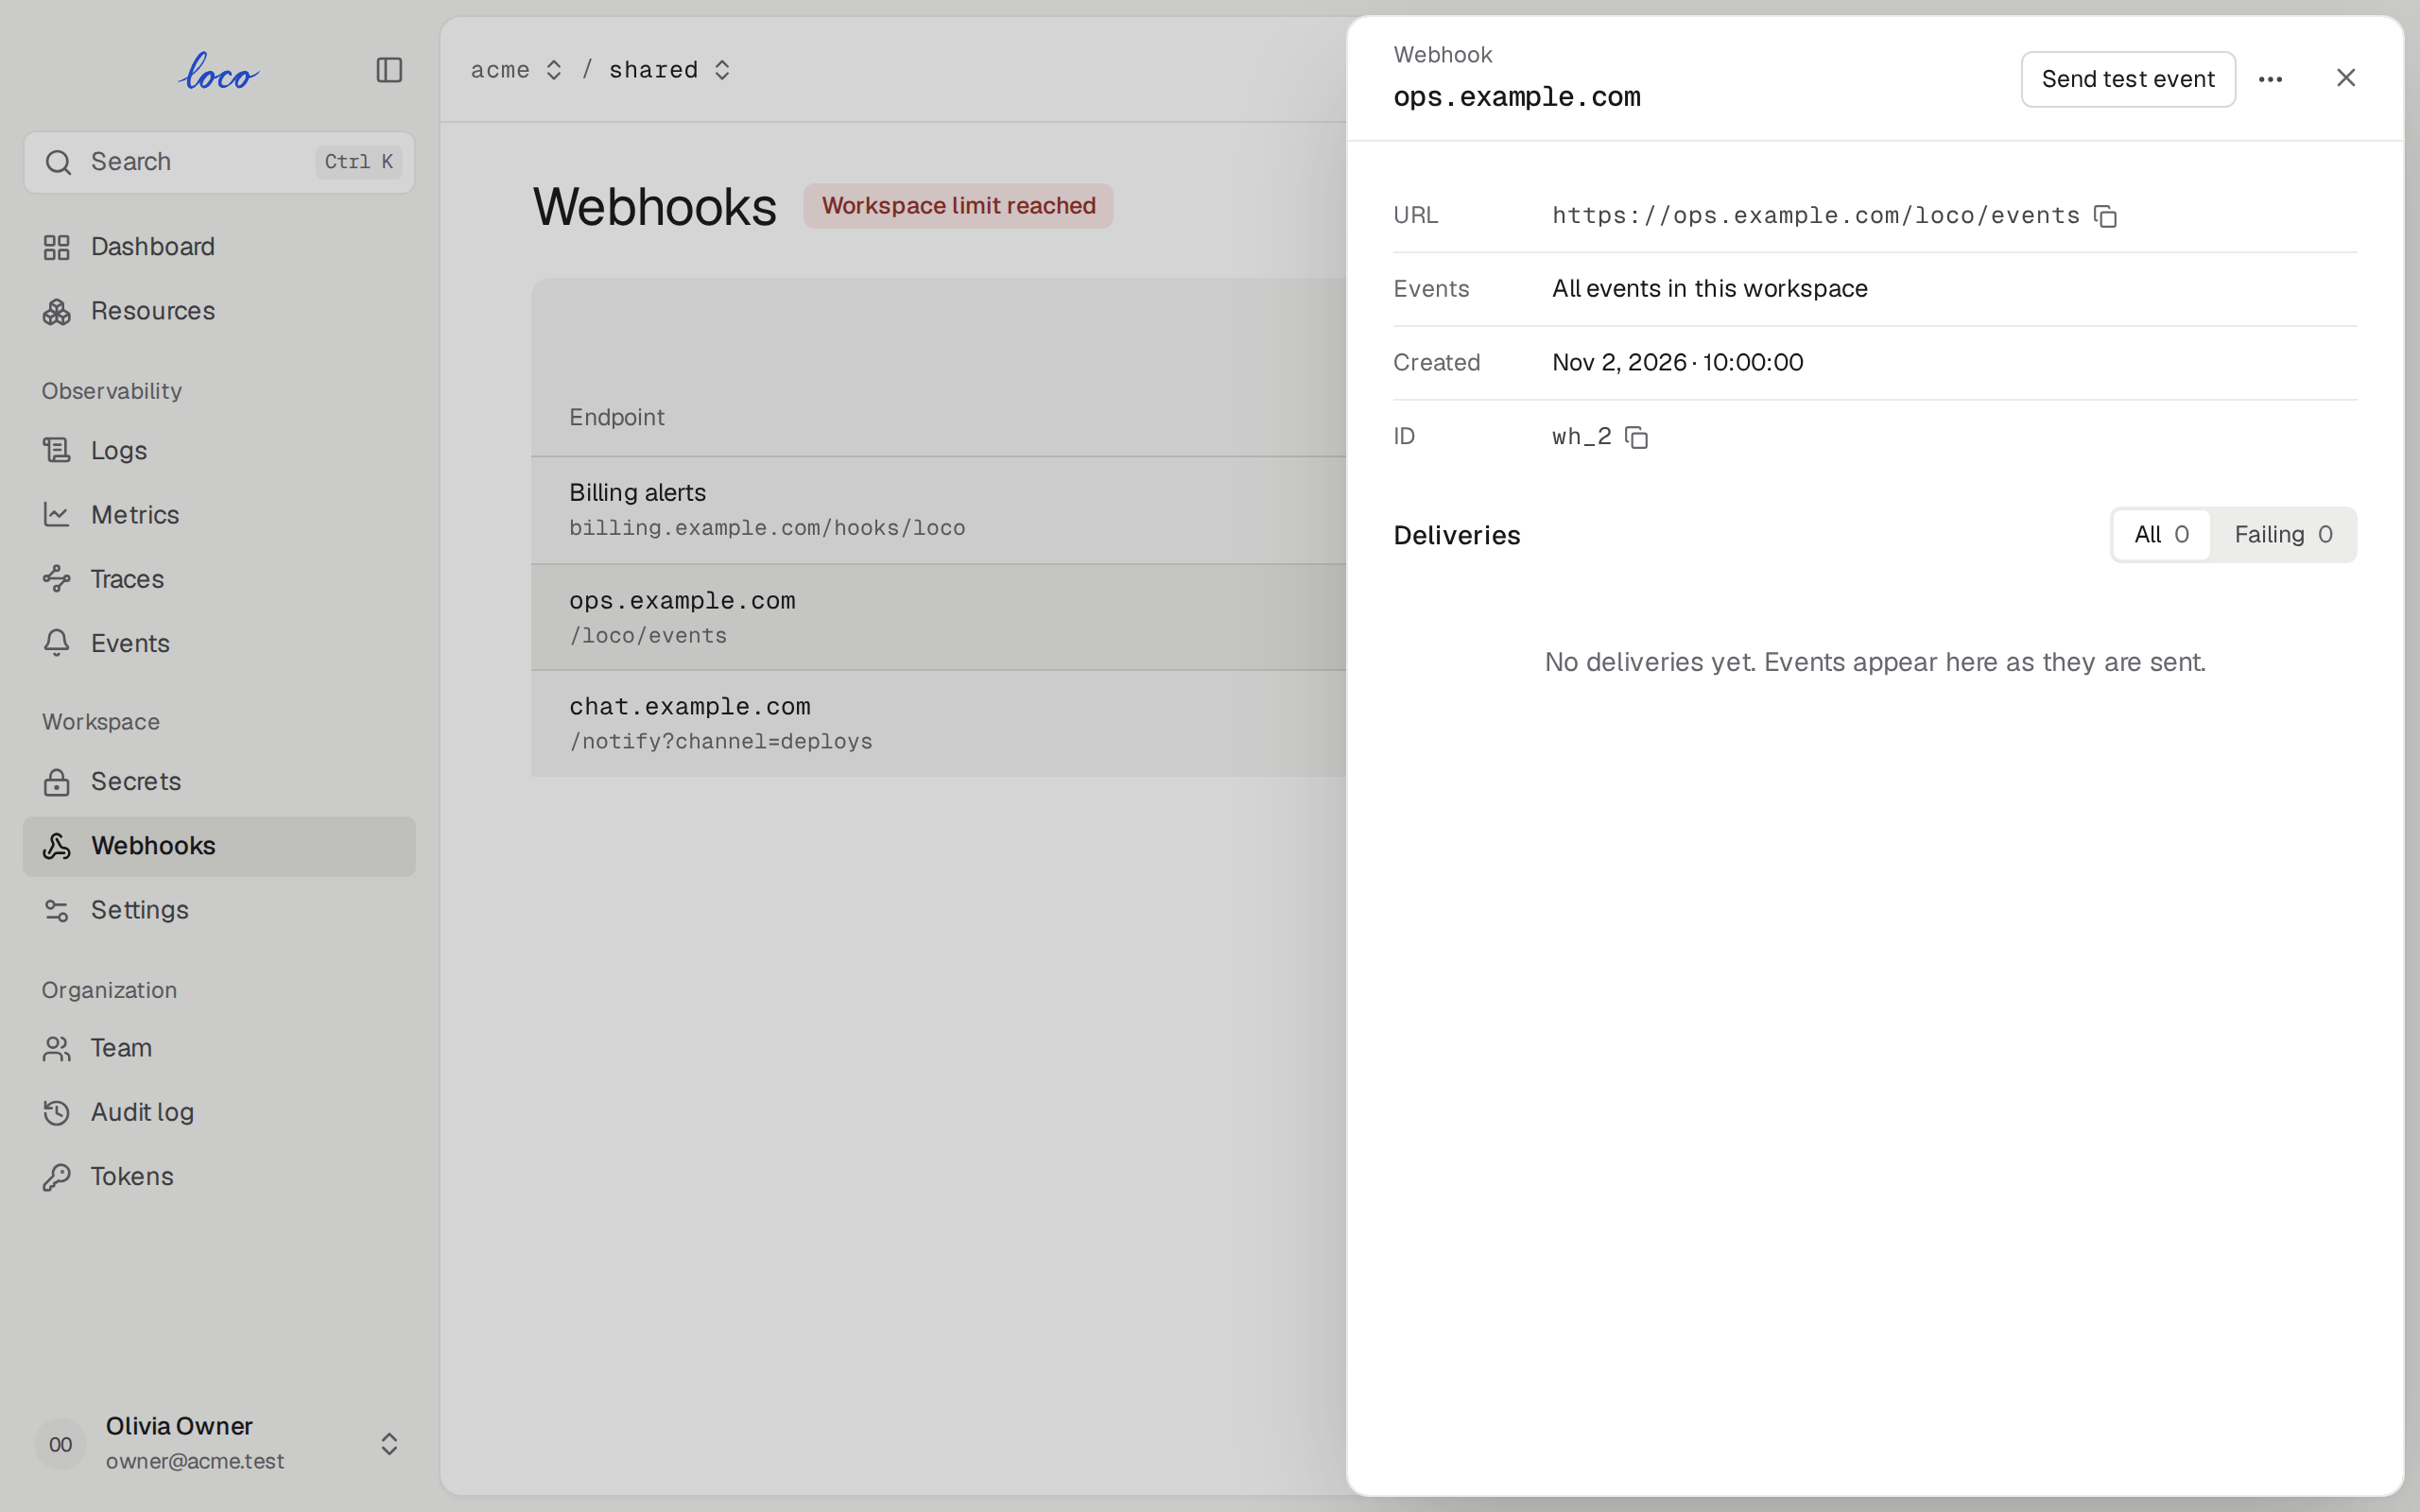 loco
Search
Ctrl K
Dashboard
Resources
Observability
Logs
Metrics
Traces
Events
Workspace
Secrets
Webhooks
Settings
Organization
Team
Audit log
Tokens
OO
Olivia Owner
owner@acme.test
acme / shared
Webhooks
Workspace limit reached
Endpoint
Billing alerts
billing.example.com/hooks/loco
ops.example.com
/loco/events
chat.example.com
/notify?channel=deploys
Webhook
ops.example.com
Send test event
URL https://ops.example.com/loco/events
Events All events in this workspace
Created Nov 2, 2026 · 10:00:00
ID wh_2
Deliveries
All 0
Failing 0
No deliveries yet. Events appear here as they are sent.